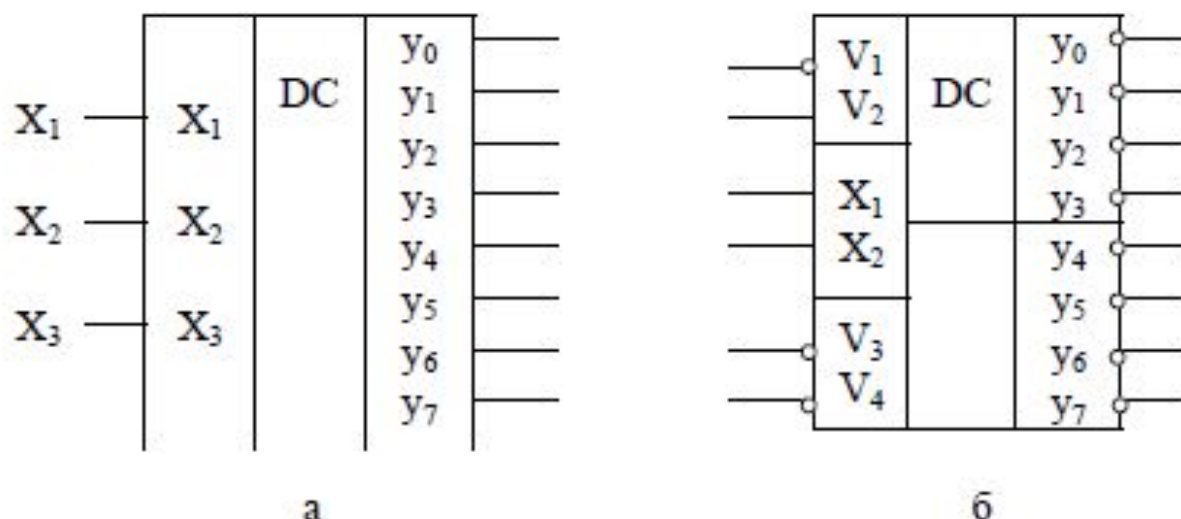 X₁ X₁ DC y₀
y₁
y₂
X₂ X₂ y₃
y₄
X₃ X₃ y₅
y₆
y₇
а
V₁ DC y₀
V₂ y₁
y₂
X₁ y₃
X₂ y₄
y₅
V₃ y₆
V₄ y₇
б